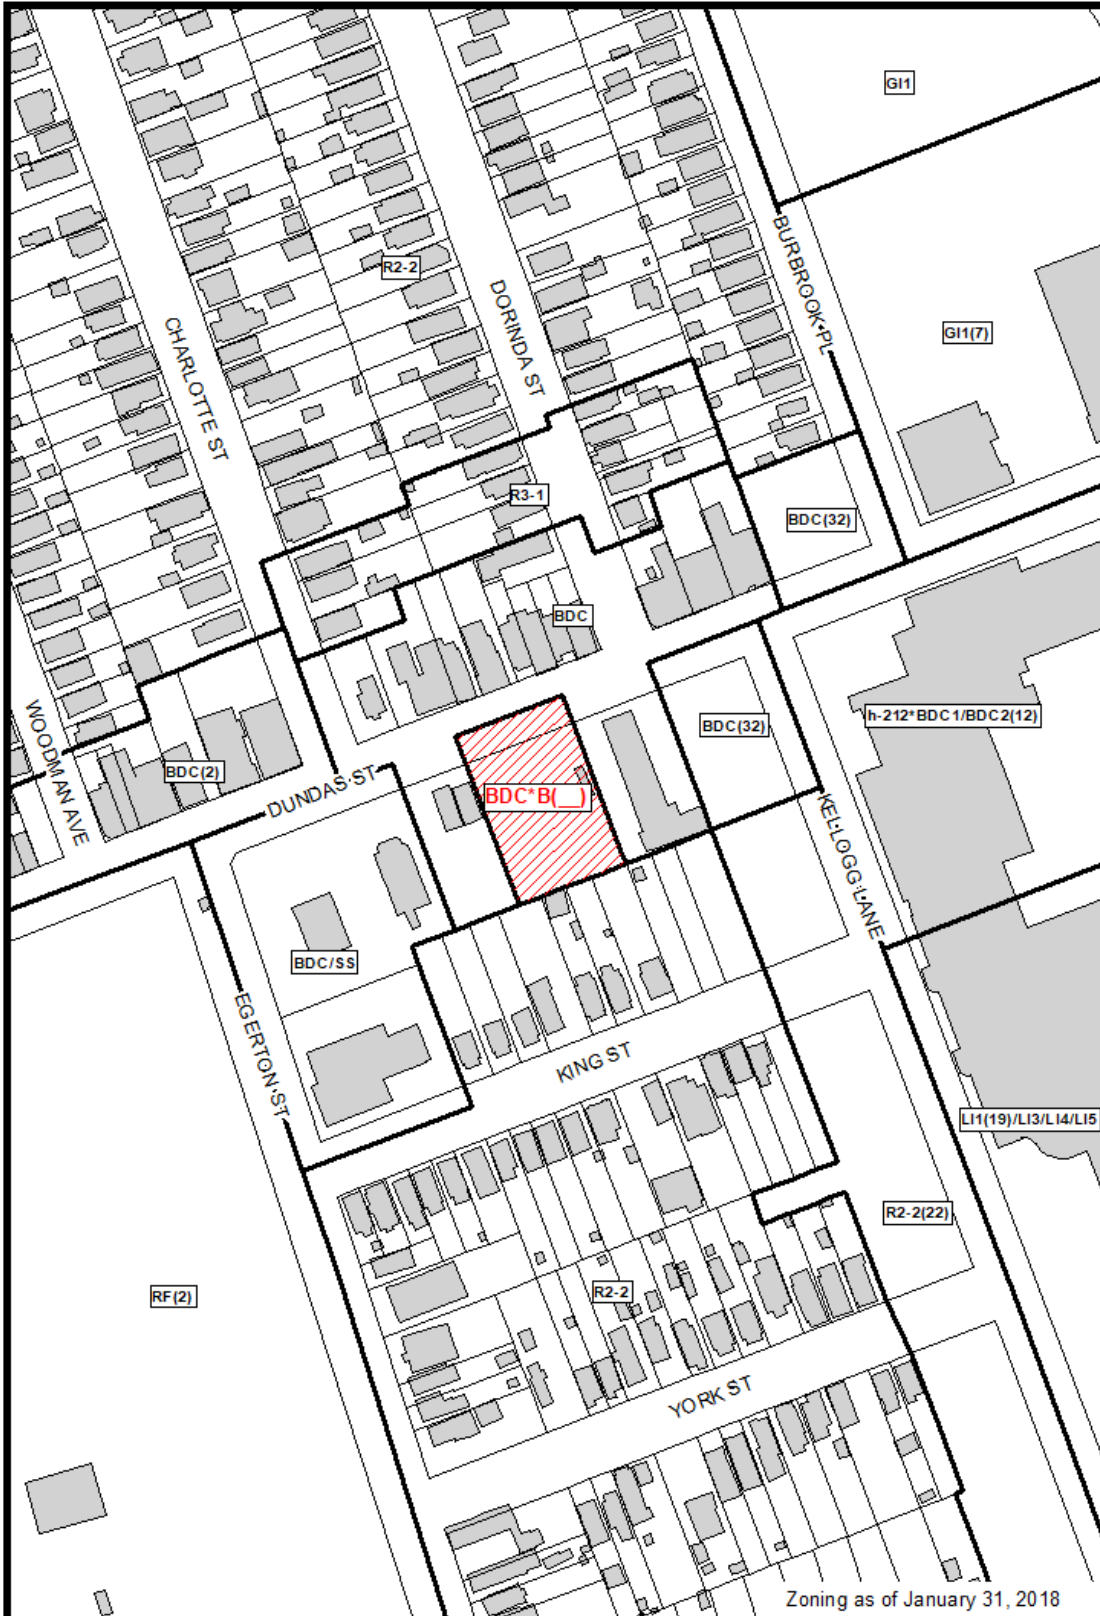 GI1
BURBROOK PL
R2-2
DORINDA ST
CHARLOTTE ST
GI1(7)
R3-1
BDC(32)
BDC
WOODMAN AVE
BDC(2)
DUNDAS ST
BDC*B(__)
BDC(32)
h-212*BDC1/BDC2(12)
KELLOGG LANE
BDC/SS
EGERTON ST
KING ST
LI1(19)/LI3/LI4/LI5
R2-2(22)
RF(2)
R2-2
YORK ST
Zoning as of January 31, 2018